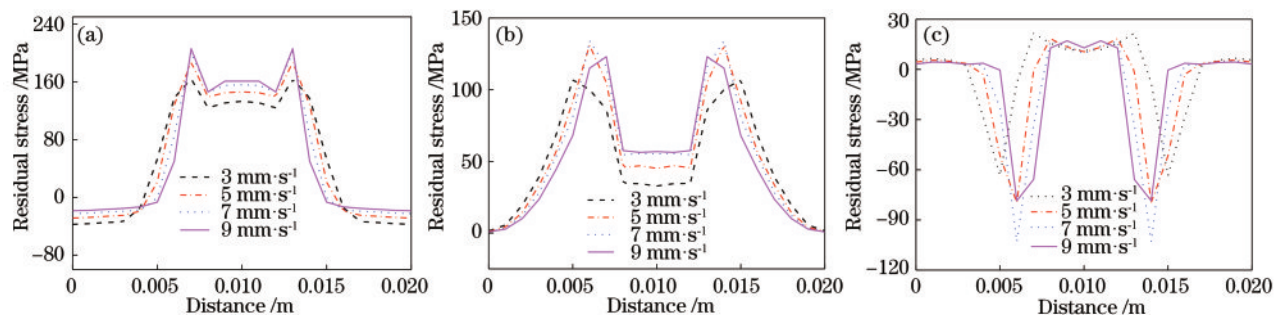 (a)
Residual stress /MPa
240
160
80
0
−80
3 mm·s⁻¹
5 mm·s⁻¹
7 mm·s⁻¹
9 mm·s⁻¹
0 0.005 0.010 0.015 0.020
Distance /m
(b)
Residual stress /MPa
150
100
50
0
3 mm·s⁻¹
5 mm·s⁻¹
7 mm·s⁻¹
9 mm·s⁻¹
0 0.005 0.010 0.015 0.020
Distance /m
(c)
Residual stress /MPa
30
0
−30
−60
−90
−120
3 mm·s⁻¹
5 mm·s⁻¹
7 mm·s⁻¹
9 mm·s⁻¹
0 0.005 0.010 0.015 0.020
Distance /m